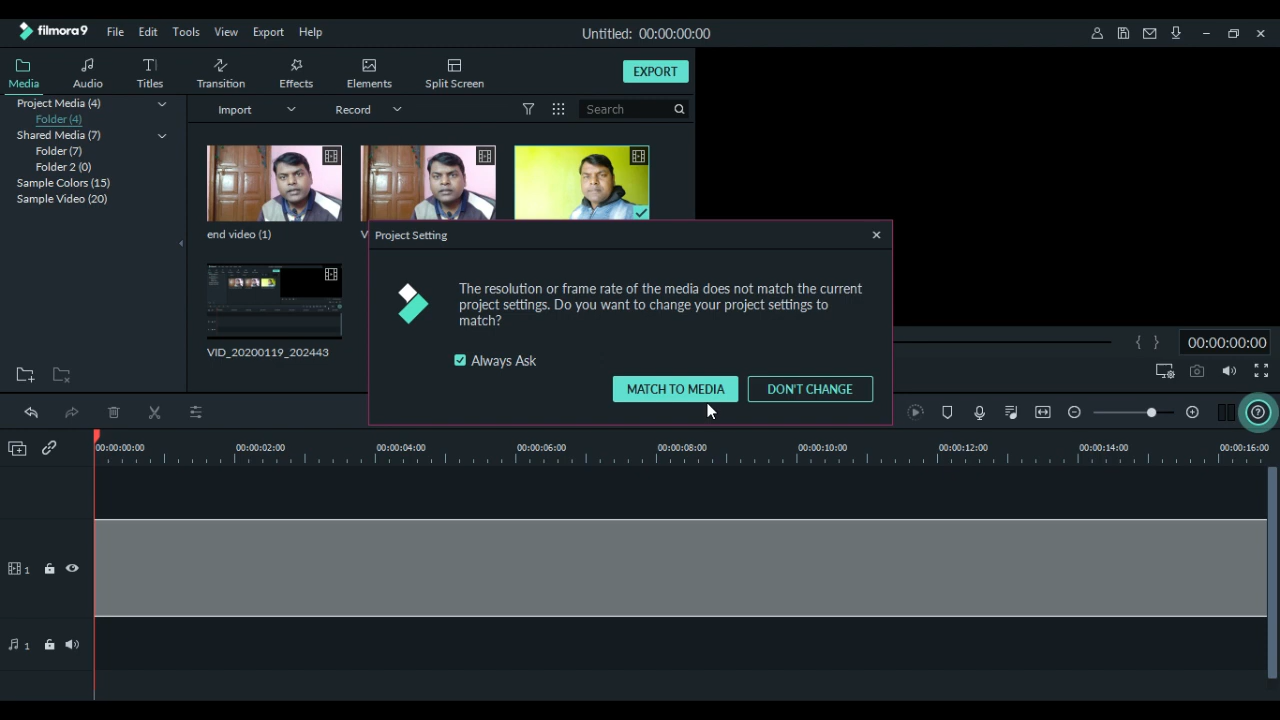 filmora9 File Edit Tools View Export Help
Untitled: 00:00:00:00
Media Audio Titles Transition Effects Elements Split Screen
EXPORT
Project Media (4)
Folder (4)
Shared Media (7)
Folder (7)
Folder 2 (0)
Sample Colors (15)
Sample Video (20)
Import Record Search
end video (1)
VID_20200119_202443
Project Setting
The resolution or frame rate of the media does not match the current
project settings. Do you want to change your project settings to
match?
Always Ask
MATCH TO MEDIA DON'T CHANGE
00:00:00:00
00:00:00:00 00:00:02:00 00:00:04:00 00:00:06:00 00:00:08:00 00:00:10:00 00:00:12:00 00:00:14:00 00:00:16:00
1
1